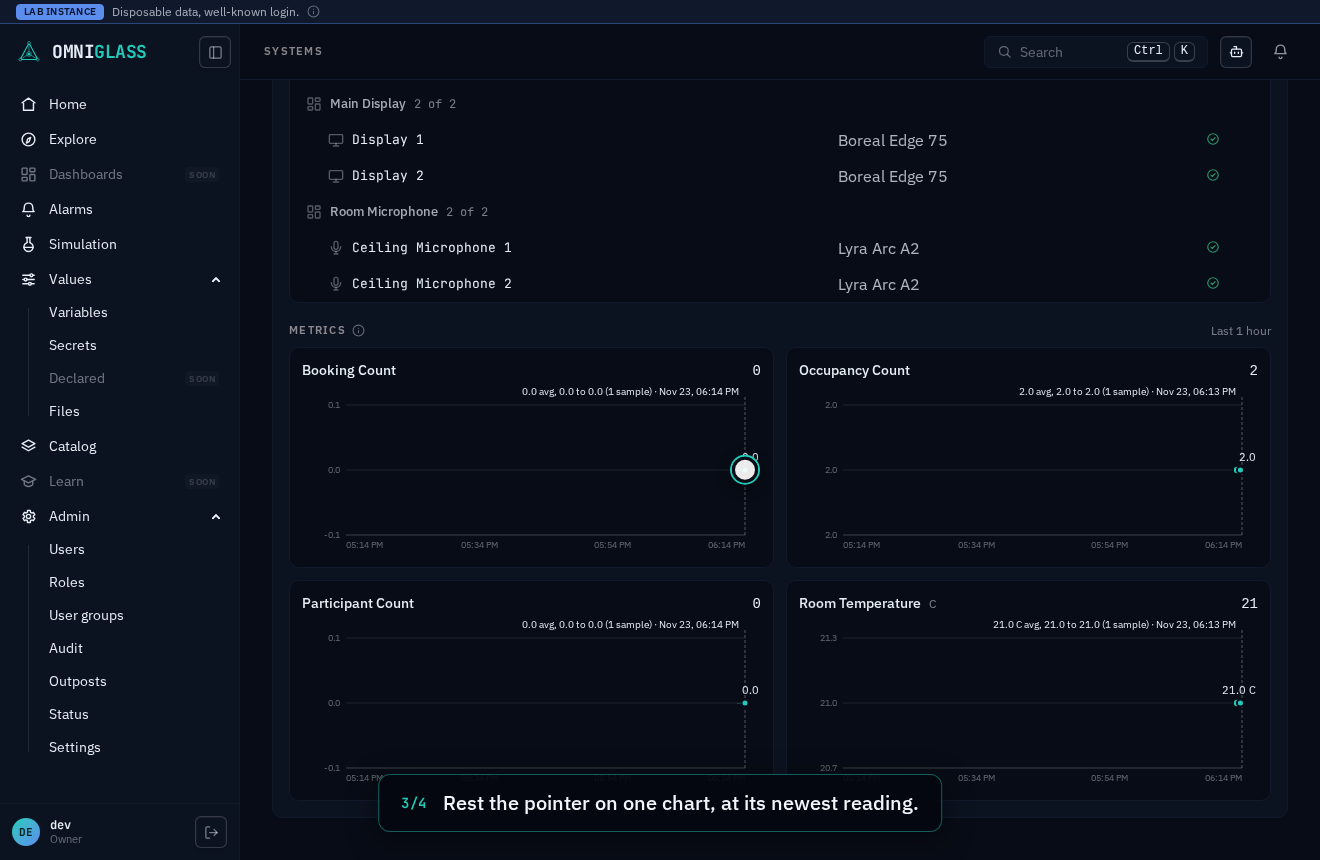 LAB INSTANCE Disposable data, well-known login.
OMNIGLASS
SYSTEMS
Search Ctrl K
Home
Explore
Dashboards SOON
Alarms
Simulation
Values
Variables
Secrets
Declared SOON
Files
Catalog
Learn SOON
Admin
Users
Roles
User groups
Audit
Outposts
Status
Settings
DE dev
Owner
Main Display 2 of 2
Display 1 Boreal Edge 75
Display 2 Boreal Edge 75
Room Microphone 2 of 2
Ceiling Microphone 1 Lyra Arc A2
Ceiling Microphone 2 Lyra Arc A2
METRICS Last 1 hour
Booking Count 0
0.0 avg, 0.0 to 0.0 (1 sample) · Nov 23, 06:14 PM
0.1
0.0
-0.1
05:14 PM 05:34 PM 05:54 PM 06:14 PM
Occupancy Count 2
2.0 avg, 2.0 to 2.0 (1 sample) · Nov 23, 06:13 PM
2.0
2.0
2.0
2.0
05:14 PM 05:34 PM 05:54 PM 06:14 PM
Participant Count 0
0.0 avg, 0.0 to 0.0 (1 sample) · Nov 23, 06:14 PM
0.1
0.0
0.0
-0.1
05:14 PM
Room Temperature C 21
21.0 C avg, 21.0 to 21.0 (1 sample) · Nov 23, 06:13 PM
21.3
21.0 C
21.0
20.7
05:34 PM 05:54 PM 06:14 PM
3/4 Rest the pointer on one chart, at its newest reading.